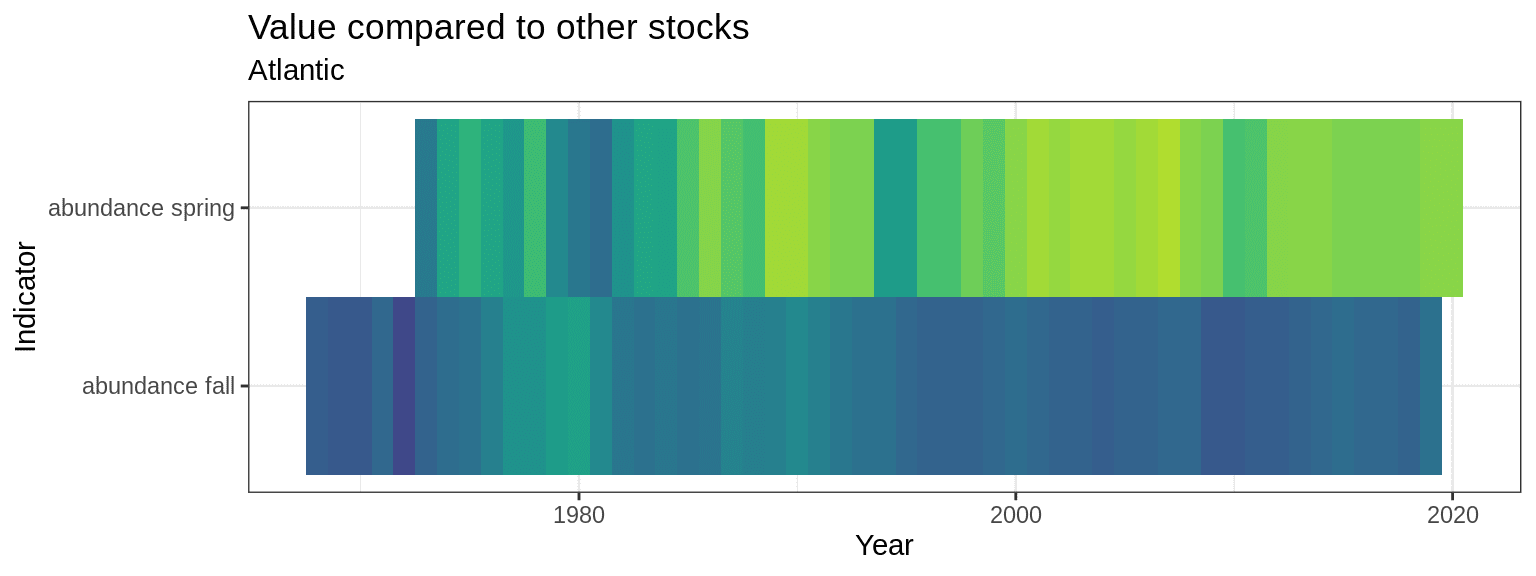 Value compared to other stocks
Atlantic
Indicator
abundance spring
abundance fall
1980 2000 2020
Year